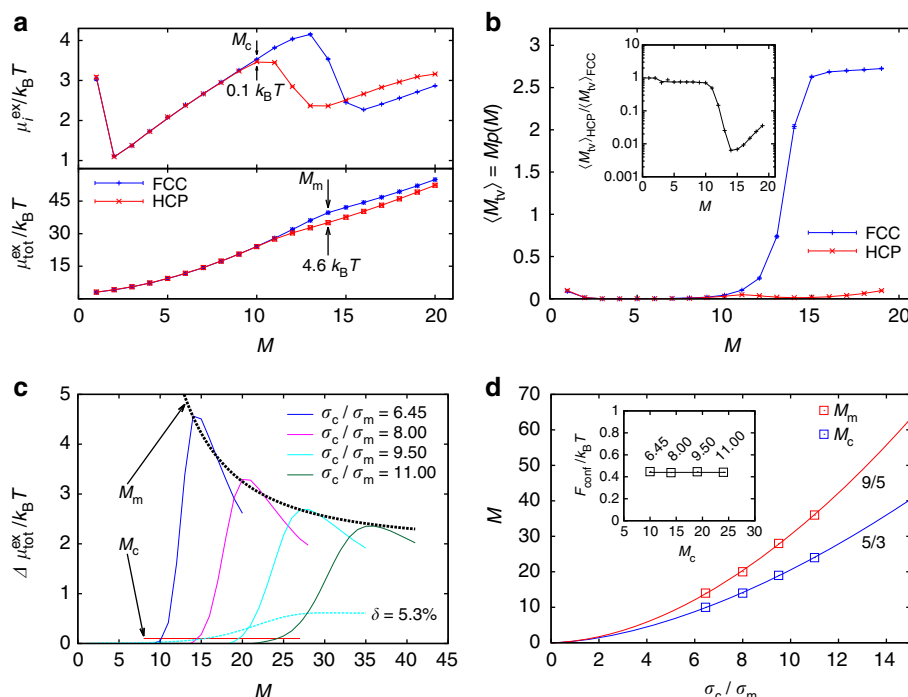 a
μ_i^ex/k_BT
4
3
2
1
M_c
0.1 k_BT
μ_tot^ex/k_BT
45
30
15
FCC
HCP
M_m
4.6 k_BT
0 5 10 15 20
M
b
⟨M_tv⟩ = Mp(M)
3
2.5
2
1.5
1
0.5
0
⟨M_tv⟩_HCP/⟨M_tv⟩_FCC
10
1
0.1
0.01
0.001
0 5 10 15 20
M
FCC
HCP
0 5 10 15 20
M
c
Δ μ_tot^ex/k_BT
5
4
3
2
1
0
σ_c / σ_m = 6.45
σ_c / σ_m = 8.00
σ_c / σ_m = 9.50
σ_c / σ_m = 11.00
M_m
M_c
δ = 5.3%
0 5 10 15 20 25 30 35 40 45
M
d
M
70
60
50
40
30
20
10
0
F_conf/k_BT
1
0.8
0.6
0.4
0.2
0
6.45
8.00
9.50
11.00
5 10 15 20 25 30
M_c
M_m
M_c
9/5
5/3
0 2 4 6 8 10 12 14
σ_c / σ_m